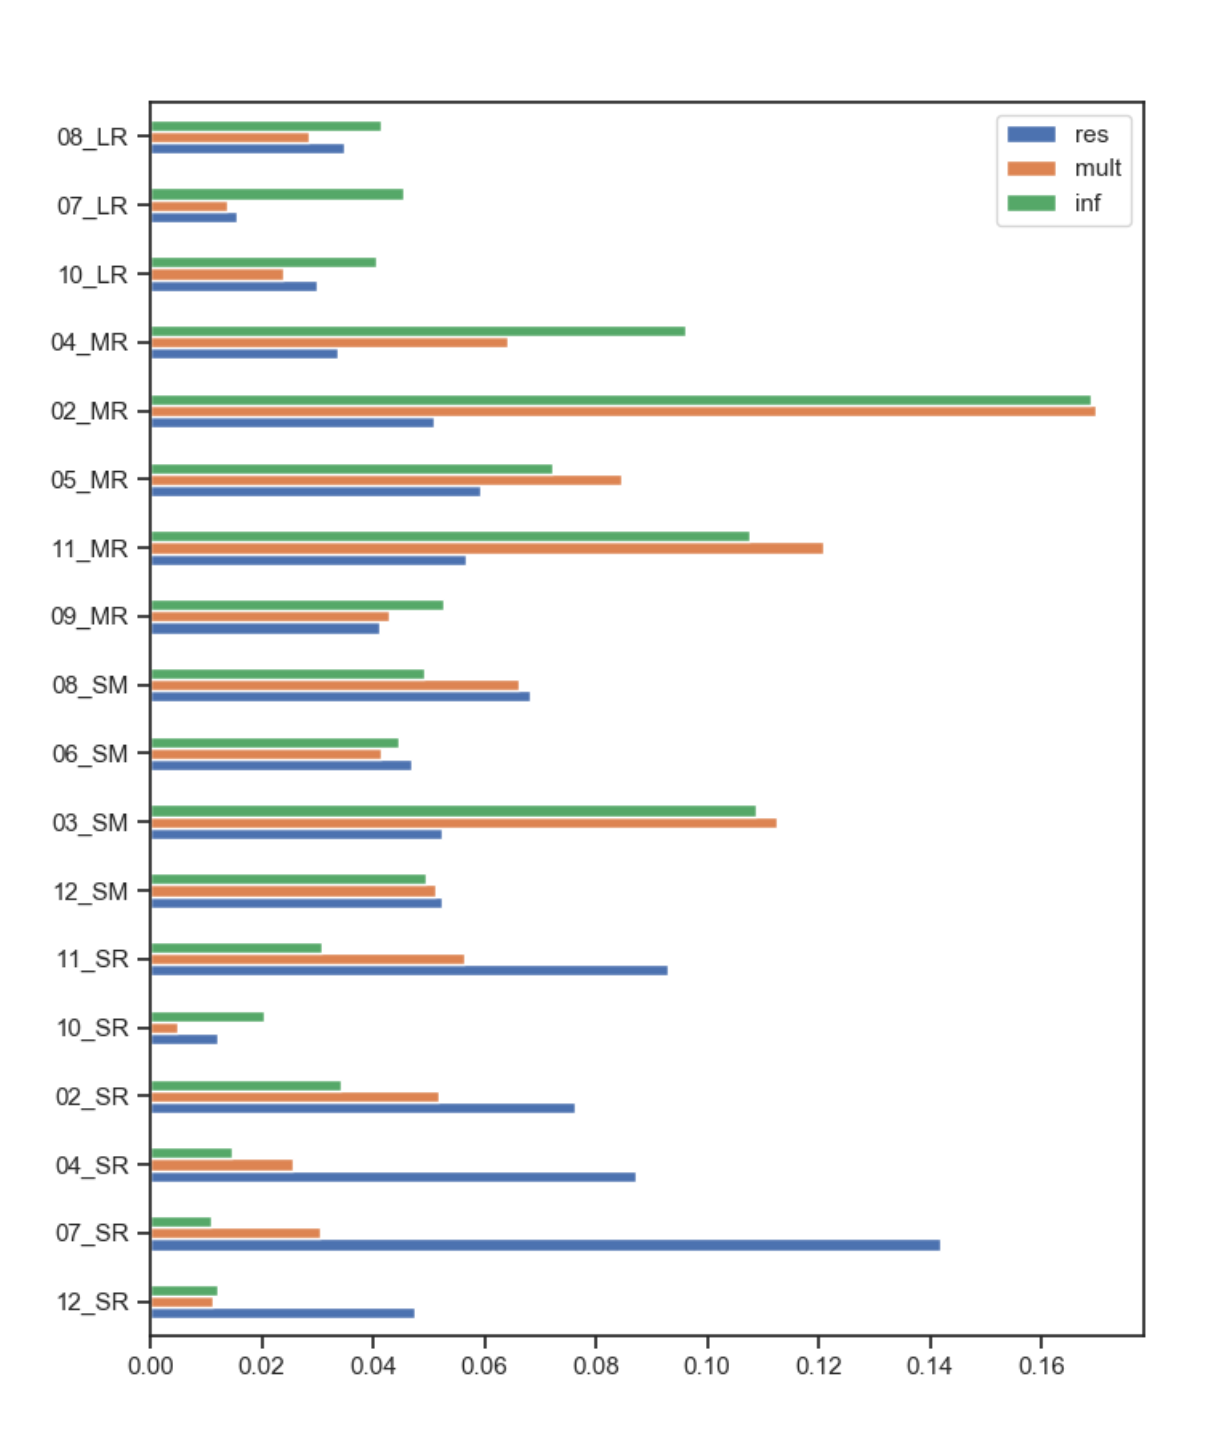 08_LR
07_LR
10_LR
04_MR
02_MR
05_MR
11_MR
09_MR
08_SM
06_SM
03_SM
12_SM
11_SR
10_SR
02_SR
04_SR
07_SR
12_SR
res
mult
inf
0.00 0.02 0.04 0.06 0.08 0.10 0.12 0.14 0.16